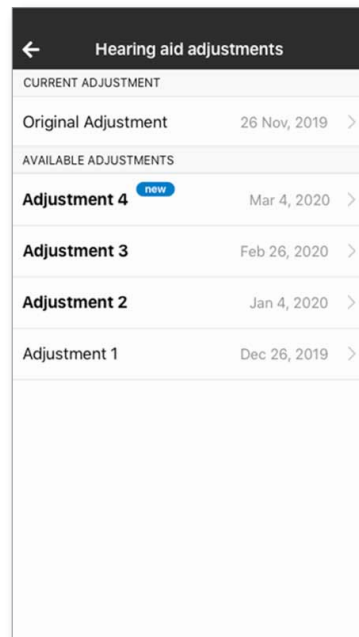 Hearing aid adjustments
CURRENT ADJUSTMENT
Original Adjustment 26 Nov, 2019
AVAILABLE ADJUSTMENTS
Adjustment 4 new Mar 4, 2020
Adjustment 3 Feb 26, 2020
Adjustment 2 Jan 4, 2020
Adjustment 1 Dec 26, 2019